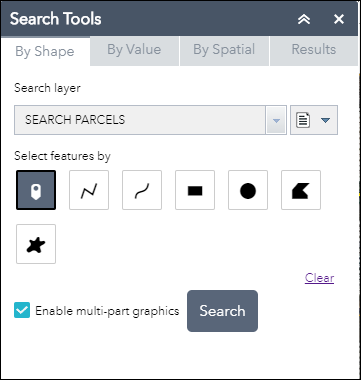 Search Tools
By Shape By Value By Spatial Results
Search layer
SEARCH PARCELS
Select features by
Clear
Enable multi-part graphics Search